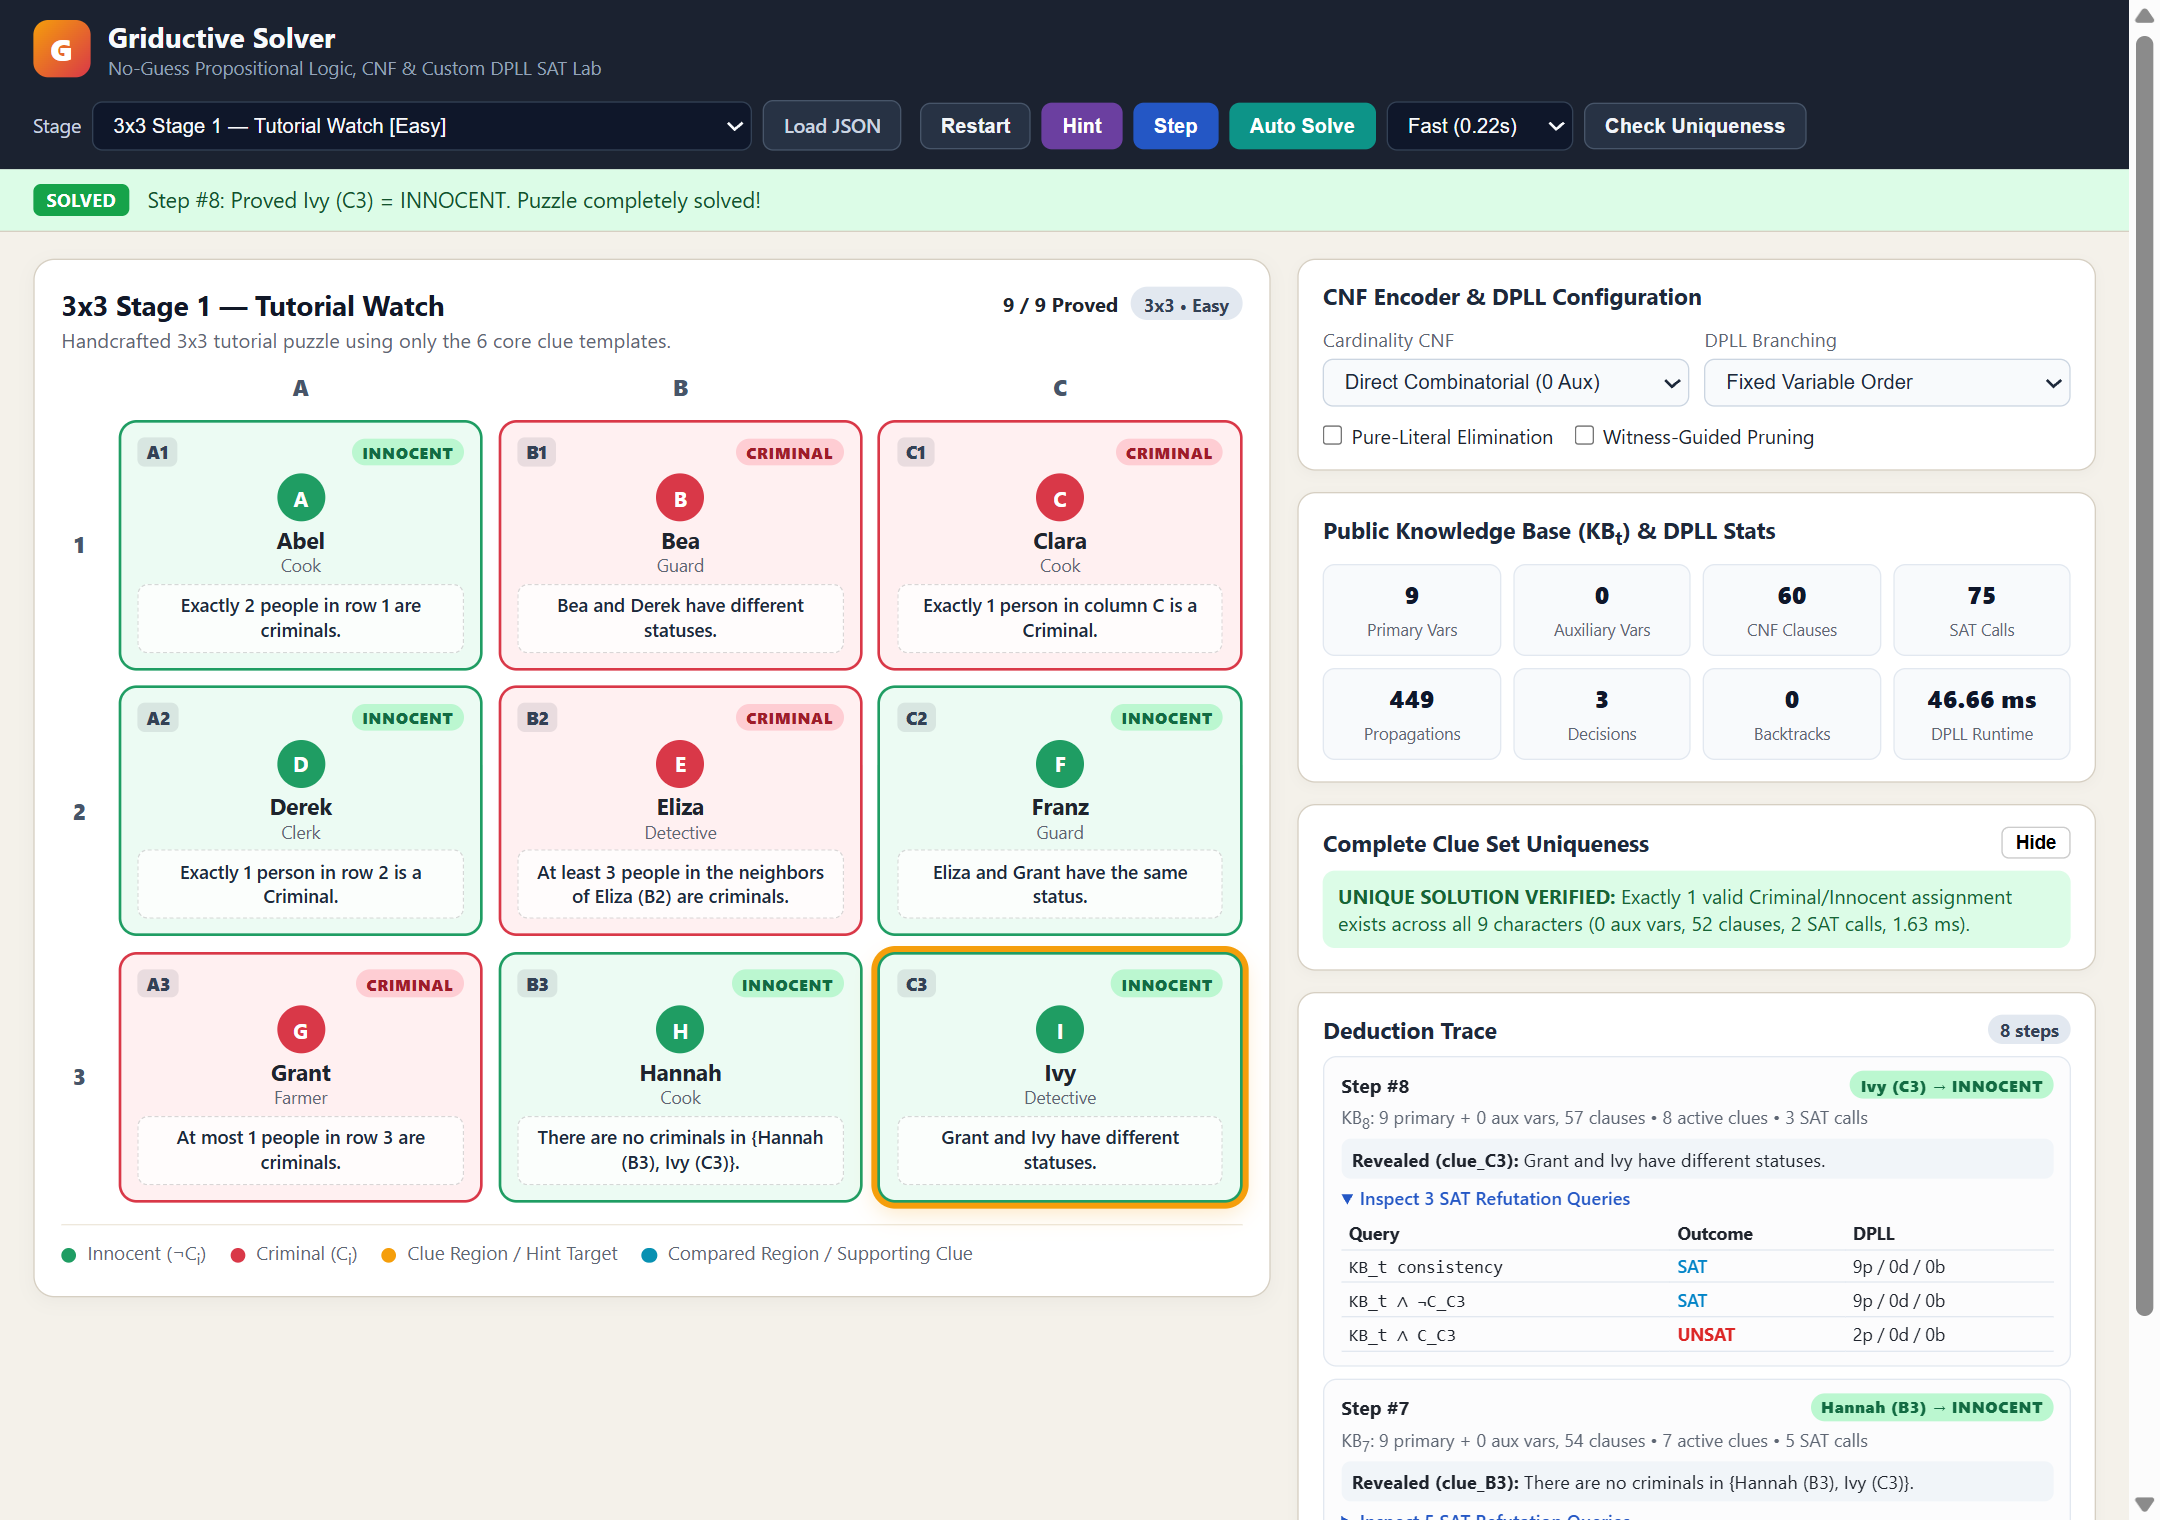 G
Griductive Solver
No-Guess Propositional Logic, CNF & Custom DPLL SAT Lab
Stage
3x3 Stage 1 — Tutorial Watch [Easy]
Load JSON
Restart
Hint
Step
Auto Solve
Fast (0.22s)
Check Uniqueness
SOLVED
Step #8: Proved Ivy (C3) = INNOCENT. Puzzle completely solved!
3x3 Stage 1 — Tutorial Watch
9 / 9 Proved
3x3 • Easy
Handcrafted 3x3 tutorial puzzle using only the 6 core clue templates.
A
B
C
1
A1
INNOCENT
A
Abel
Cook
Exactly 2 people in row 1 are
criminals.
B1
CRIMINAL
B
Bea
Guard
Bea and Derek have different
statuses.
C1
CRIMINAL
C
Clara
Cook
Exactly 1 person in column C is a
Criminal.
2
A2
INNOCENT
D
Derek
Clerk
Exactly 1 person in row 2 is a
Criminal.
B2
CRIMINAL
E
Eliza
Detective
At least 3 people in the neighbors
of Eliza (B2) are criminals.
C2
INNOCENT
F
Franz
Guard
Eliza and Grant have the same
status.
3
A3
CRIMINAL
G
Grant
Farmer
At most 1 people in row 3 are
criminals.
B3
INNOCENT
H
Hannah
Cook
There are no criminals in {Hannah
(B3), Ivy (C3)}.
C3
INNOCENT
I
Ivy
Detective
Grant and Ivy have different
statuses.
Innocent (¬Ci)
Criminal (Ci)
Clue Region / Hint Target
Compared Region / Supporting Clue
CNF Encoder & DPLL Configuration
Cardinality CNF
DPLL Branching
Direct Combinatorial (0 Aux)
Fixed Variable Order
Pure-Literal Elimination
Witness-Guided Pruning
Public Knowledge Base (KBt) & DPLL Stats
9
Primary Vars
0
Auxiliary Vars
60
CNF Clauses
75
SAT Calls
449
Propagations
3
Decisions
0
Backtracks
46.66 ms
DPLL Runtime
Complete Clue Set Uniqueness
Hide
UNIQUE SOLUTION VERIFIED: Exactly 1 valid Criminal/Innocent assignment
exists across all 9 characters (0 aux vars, 52 clauses, 2 SAT calls, 1.63 ms).
Deduction Trace
8 steps
Step #8
Ivy (C3) → INNOCENT
KB8: 9 primary + 0 aux vars, 57 clauses • 8 active clues • 3 SAT calls
Revealed (clue_C3): Grant and Ivy have different statuses.
▼ Inspect 3 SAT Refutation Queries
Query Outcome DPLL
KB_t consistency SAT 9p / 0d / 0b
KB_t ∧ ¬C_C3 SAT 9p / 0d / 0b
KB_t ∧ C_C3 UNSAT 2p / 0d / 0b
Step #7
Hannah (B3) → INNOCENT
KB7: 9 primary + 0 aux vars, 54 clauses • 7 active clues • 5 SAT calls
Revealed (clue_B3): There are no criminals in {Hannah (B3), Ivy (C3)}.
Inspect 5 SAT Refutation Queries